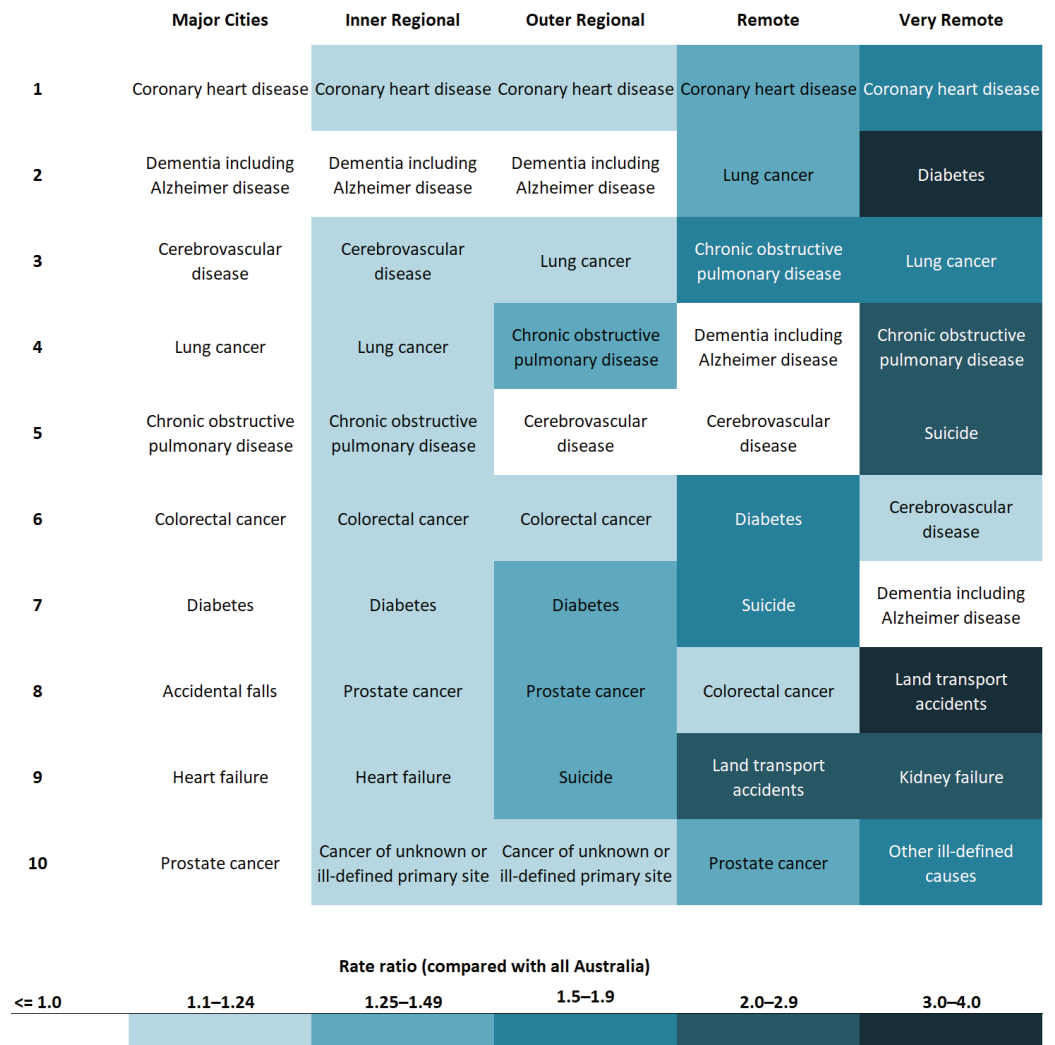 Major Cities Inner Regional Outer Regional Remote Very Remote
1 Coronary heart disease Coronary heart disease Coronary heart disease Coronary heart disease Coronary heart disease
2 Dementia including Alzheimer disease Dementia including Alzheimer disease Dementia including Alzheimer disease Lung cancer Diabetes
3 Cerebrovascular disease Cerebrovascular disease Lung cancer Chronic obstructive pulmonary disease Lung cancer
4 Lung cancer Lung cancer Chronic obstructive pulmonary disease Dementia including Alzheimer disease Chronic obstructive pulmonary disease
5 Chronic obstructive pulmonary disease Chronic obstructive pulmonary disease Cerebrovascular disease Cerebrovascular disease Suicide
6 Colorectal cancer Colorectal cancer Colorectal cancer Diabetes Cerebrovascular disease
7 Diabetes Diabetes Diabetes Suicide Dementia including Alzheimer disease
8 Accidental falls Prostate cancer Prostate cancer Colorectal cancer Land transport accidents
9 Heart failure Heart failure Suicide Land transport accidents Kidney failure
10 Prostate cancer Cancer of unknown or ill-defined primary site Cancer of unknown or ill-defined primary site Prostate cancer Other ill-defined causes
Rate ratio (compared with all Australia)
<= 1.0 1.1–1.24 1.25–1.49 1.5–1.9 2.0–2.9 3.0–4.0